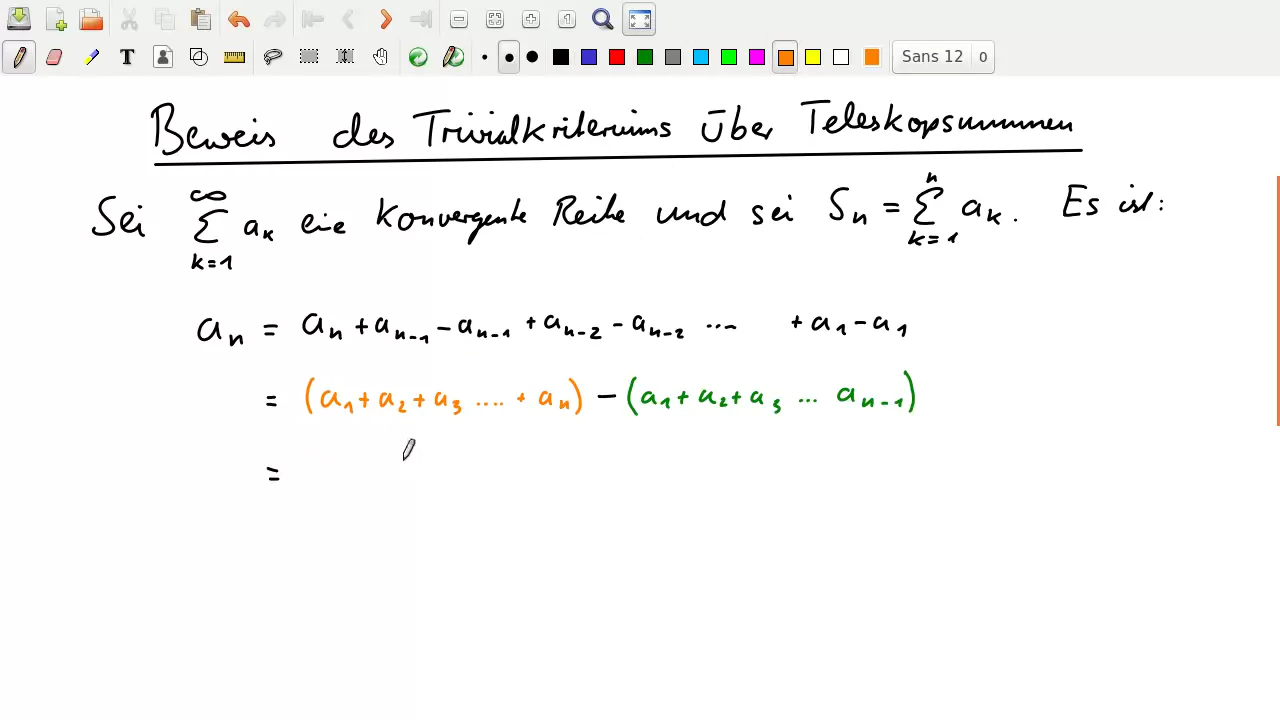 Sans 12 0
Beweis des Trivialkriteriums über Teleskopsummen
Sei ∑_{k=1}^{∞} a_k eine konvergente Reihe und sei S_n = ∑_{k=1}^{n} a_k. Es ist:
a_n = a_n + a_{n-1} - a_{n-1} + a_{n-2} - a_{n-2} ... + a_1 - a_1
= (a_1 + a_2 + a_3 .... + a_n) - (a_1 + a_2 + a_3 ... a_{n-1})
=